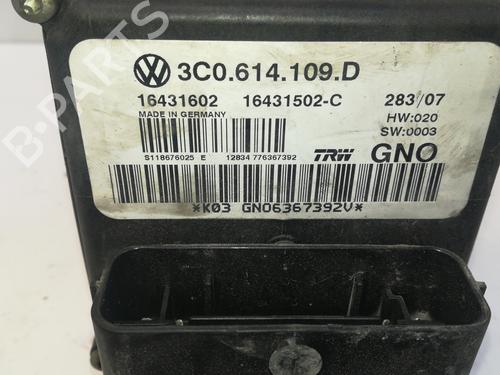 3C0.614.109.D
16431602 16431502-C 283/07
MADE IN GERMANY HW:020
SW:0003
S118676025 E 12834 776367392 TRW GNO
*K03 GNO6367392V*
B-PARTS